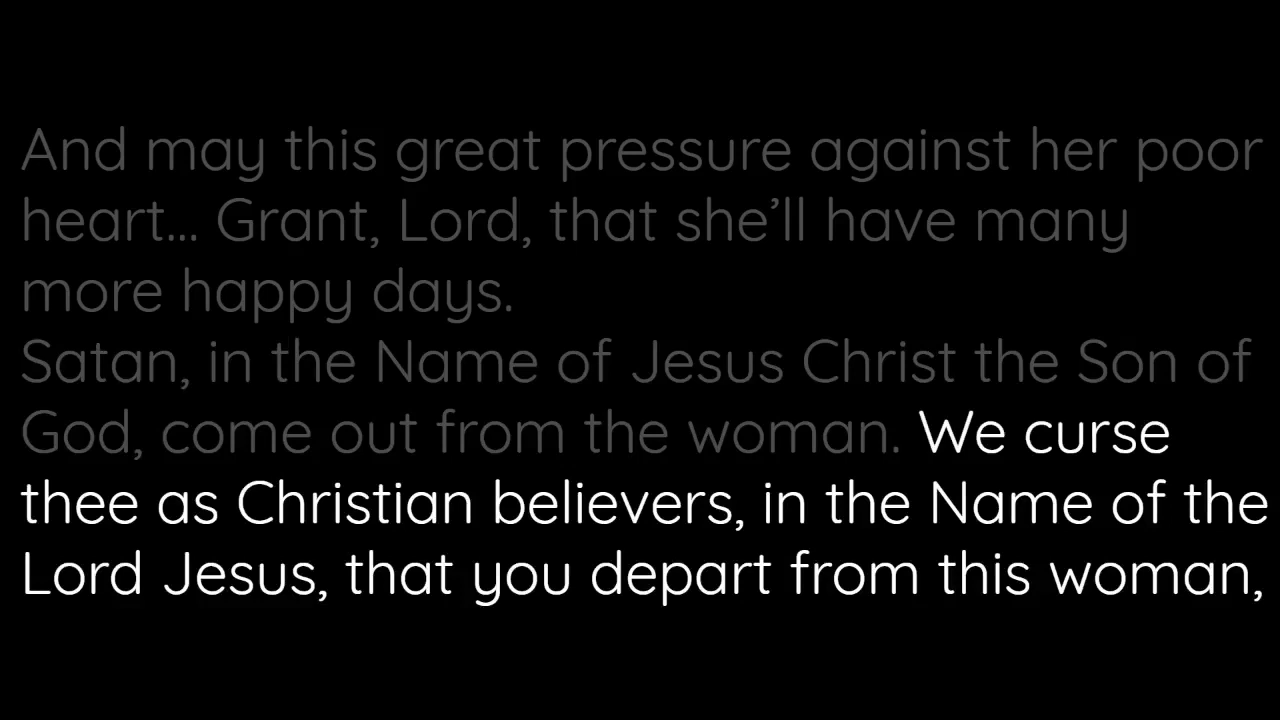 And may this great pressure against her poor
heart... Grant, Lord, that she’ll have many
more happy days.
Satan, in the Name of Jesus Christ the Son of
God, come out from the woman. We curse
thee as Christian believers, in the Name of the
Lord Jesus, that you depart from this woman,